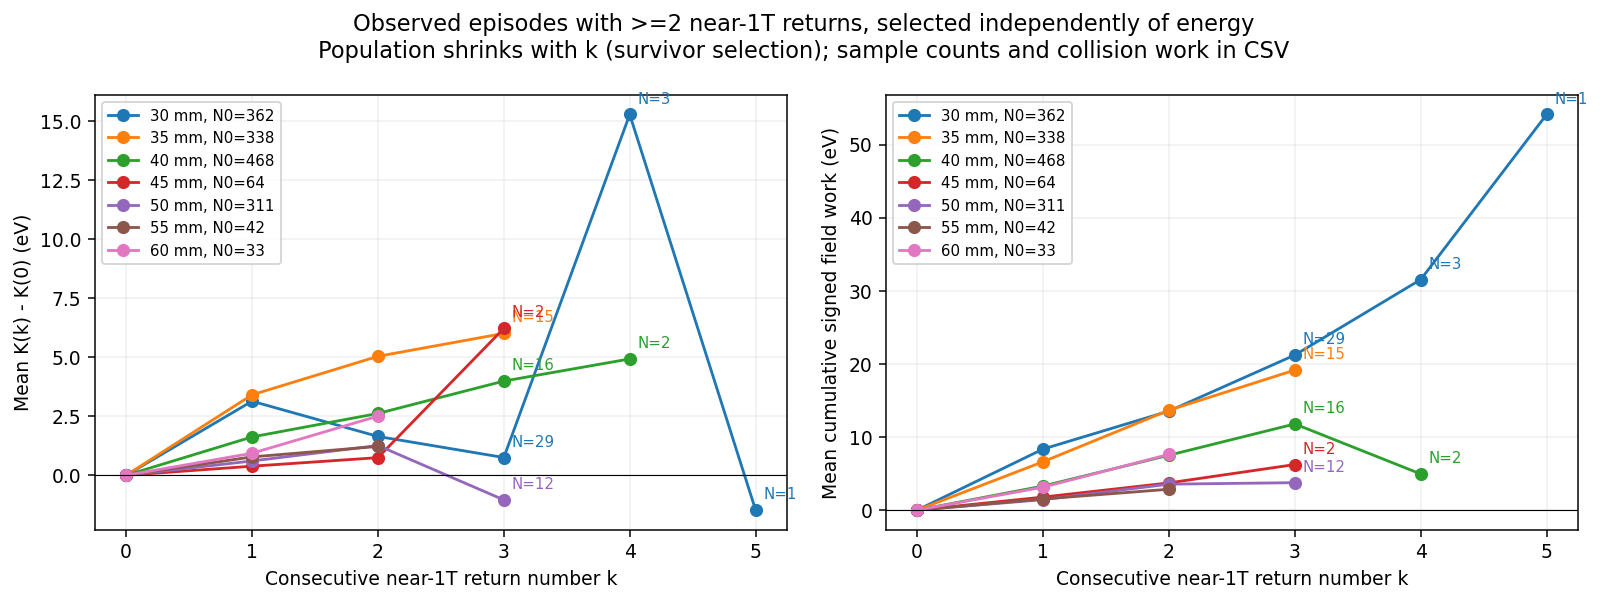 Observed episodes with >=2 near-1T returns, selected independently of energy
Population shrinks with k (survivor selection); sample counts and collision work in CSV
Mean K(k) - K(0) (eV)
15.0
12.5
10.0
7.5
5.0
2.5
0.0
30 mm, N0=362
35 mm, N0=338
40 mm, N0=468
45 mm, N0=64
50 mm, N0=311
55 mm, N0=42
60 mm, N0=33
N=3
N=2
N=15
N=2
N=16
N=29
N=12
N=1
0 1 2 3 4 5
Consecutive near-1T return number k
Mean cumulative signed field work (eV)
50
40
30
20
10
0
30 mm, N0=362
35 mm, N0=338
40 mm, N0=468
45 mm, N0=64
50 mm, N0=311
55 mm, N0=42
60 mm, N0=33
N=1
N=3
N=29
N=15
N=16
N=2
N=2
N=12
0 1 2 3 4 5
Consecutive near-1T return number k